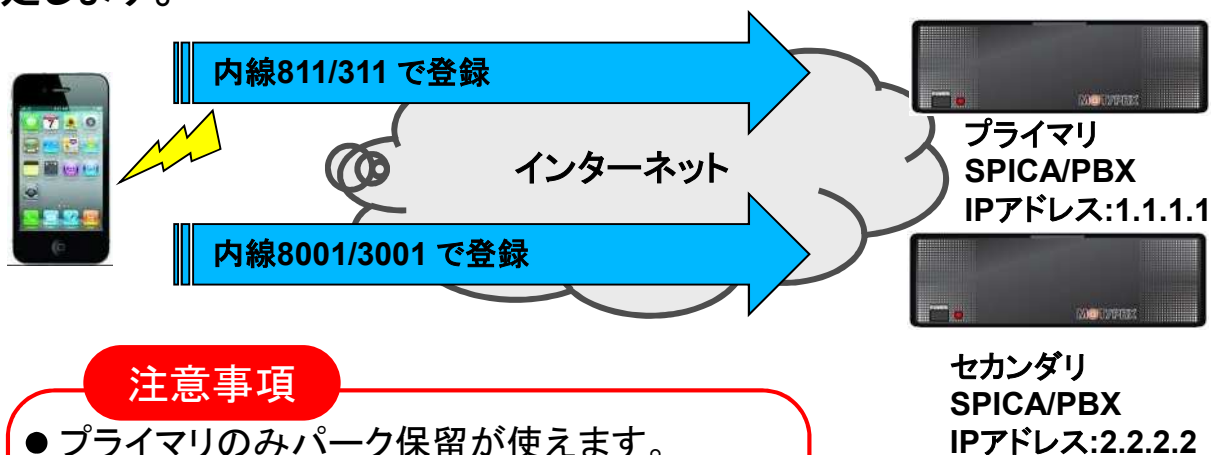 定します。
内線811/311 で登録
インターネット
プライマリ
SPICA/PBX
IPアドレス:1.1.1.1
内線8001/3001 で登録
セカンダリ
SPICA/PBX
IPアドレス:2.2.2.2
注意事項
● プライマリのみパーク保留が使えます。